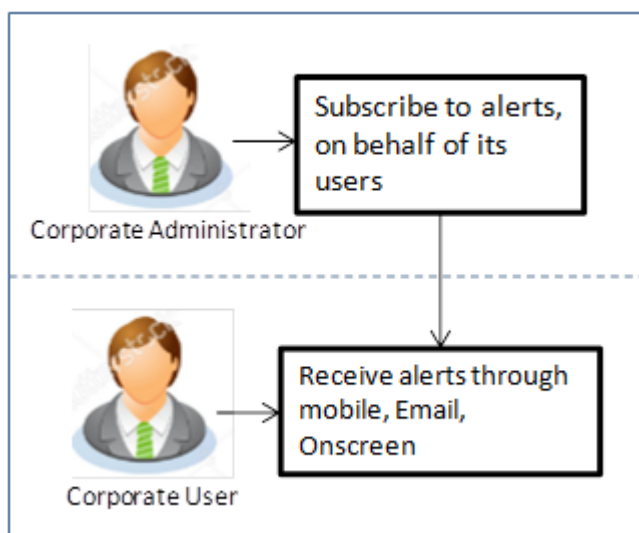 Subscribe to alerts,
on behalf of its
users
Corporate Administrator
Receive alerts through
mobile, Email,
Onscreen
Corporate User